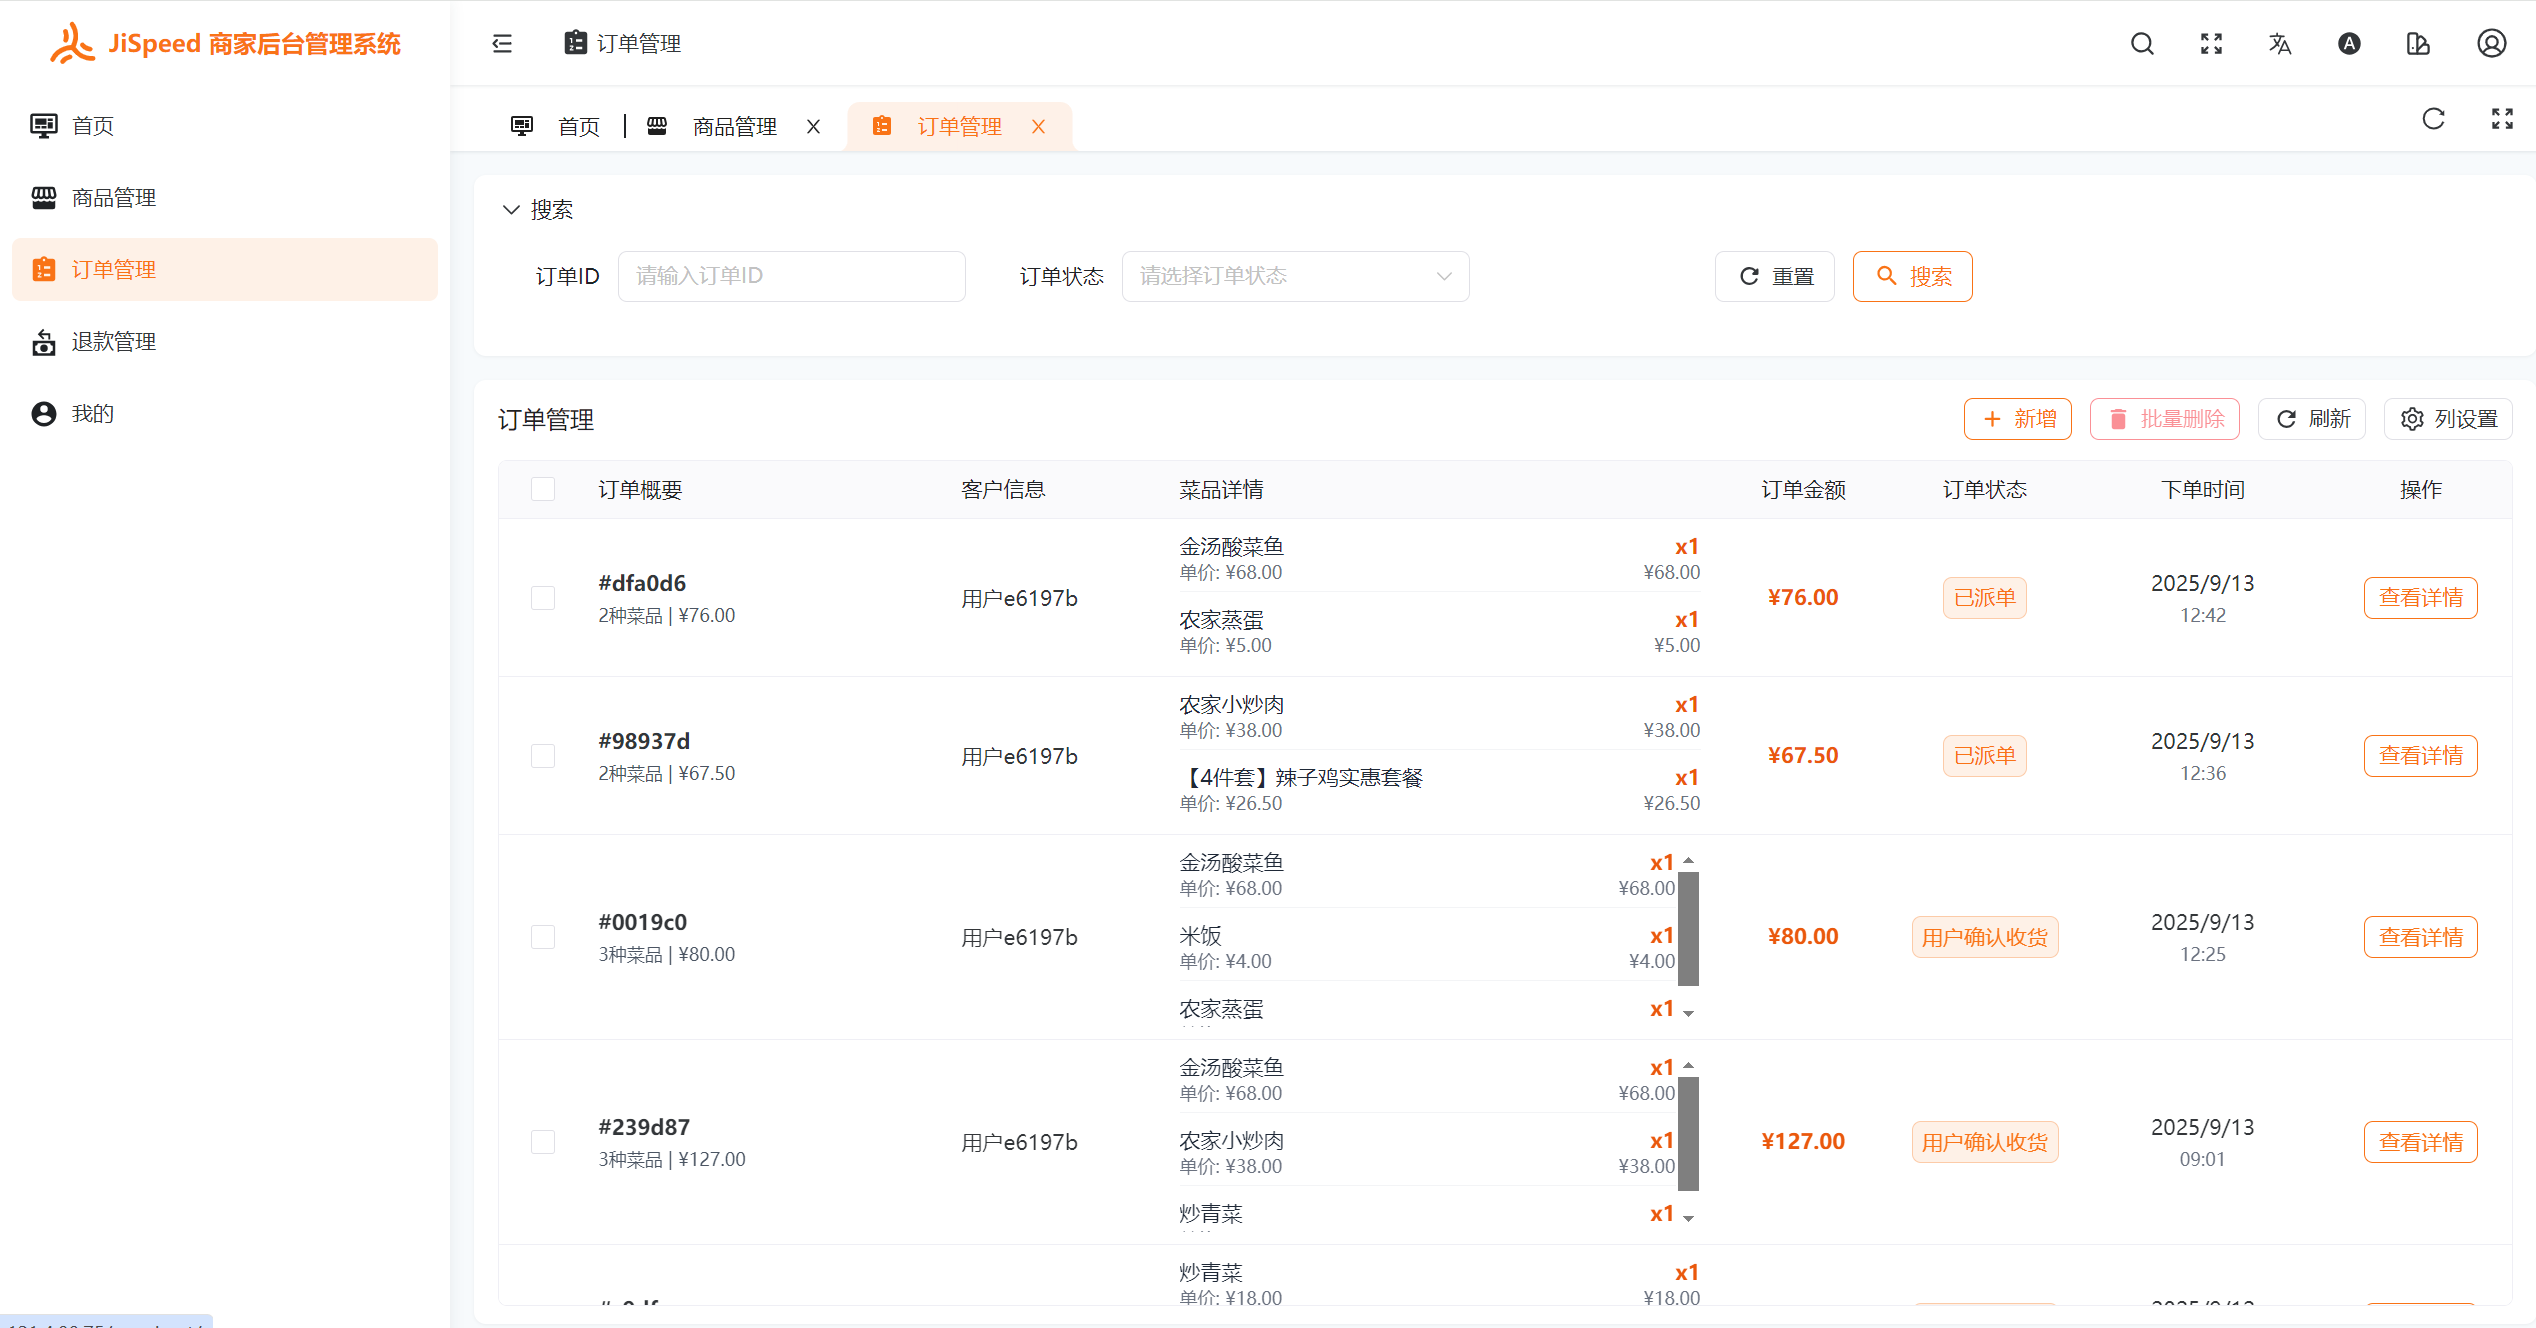 JiSpeed 商家后台管理系统
订单管理
首页
商品管理
订单管理
退款管理
我的
首页
商品管理
订单管理
搜索
订单ID 请输入订单ID 订单状态 请选择订单状态 重置 搜索
订单管理 新增 批量删除 刷新 列设置
订单概要 客户信息 菜品详情 订单金额 订单状态 下单时间 操作
#dfa0d6
2种菜品 | ¥76.00
用户e6197b
金汤酸菜鱼 x1
单价: ¥68.00 ¥68.00
农家蒸蛋 x1
单价: ¥5.00 ¥5.00
¥76.00
已派单
2025/9/13
12:42
查看详情
#98937d
2种菜品 | ¥67.50
用户e6197b
农家小炒肉 x1
单价: ¥38.00 ¥38.00
【4件套】辣子鸡实惠套餐 x1
单价: ¥26.50 ¥26.50
¥67.50
已派单
2025/9/13
12:36
查看详情
#0019c0
3种菜品 | ¥80.00
用户e6197b
金汤酸菜鱼 x1
单价: ¥68.00 ¥68.00
米饭 x1
单价: ¥4.00 ¥4.00
农家蒸蛋 x1
¥80.00
用户确认收货
2025/9/13
12:25
查看详情
#239d87
3种菜品 | ¥127.00
用户e6197b
金汤酸菜鱼 x1
单价: ¥68.00 ¥68.00
农家小炒肉 x1
单价: ¥38.00 ¥38.00
炒青菜 x1
¥127.00
用户确认收货
2025/9/13
09:01
查看详情
炒青菜 x1
单价: ¥18.00 ¥18.00